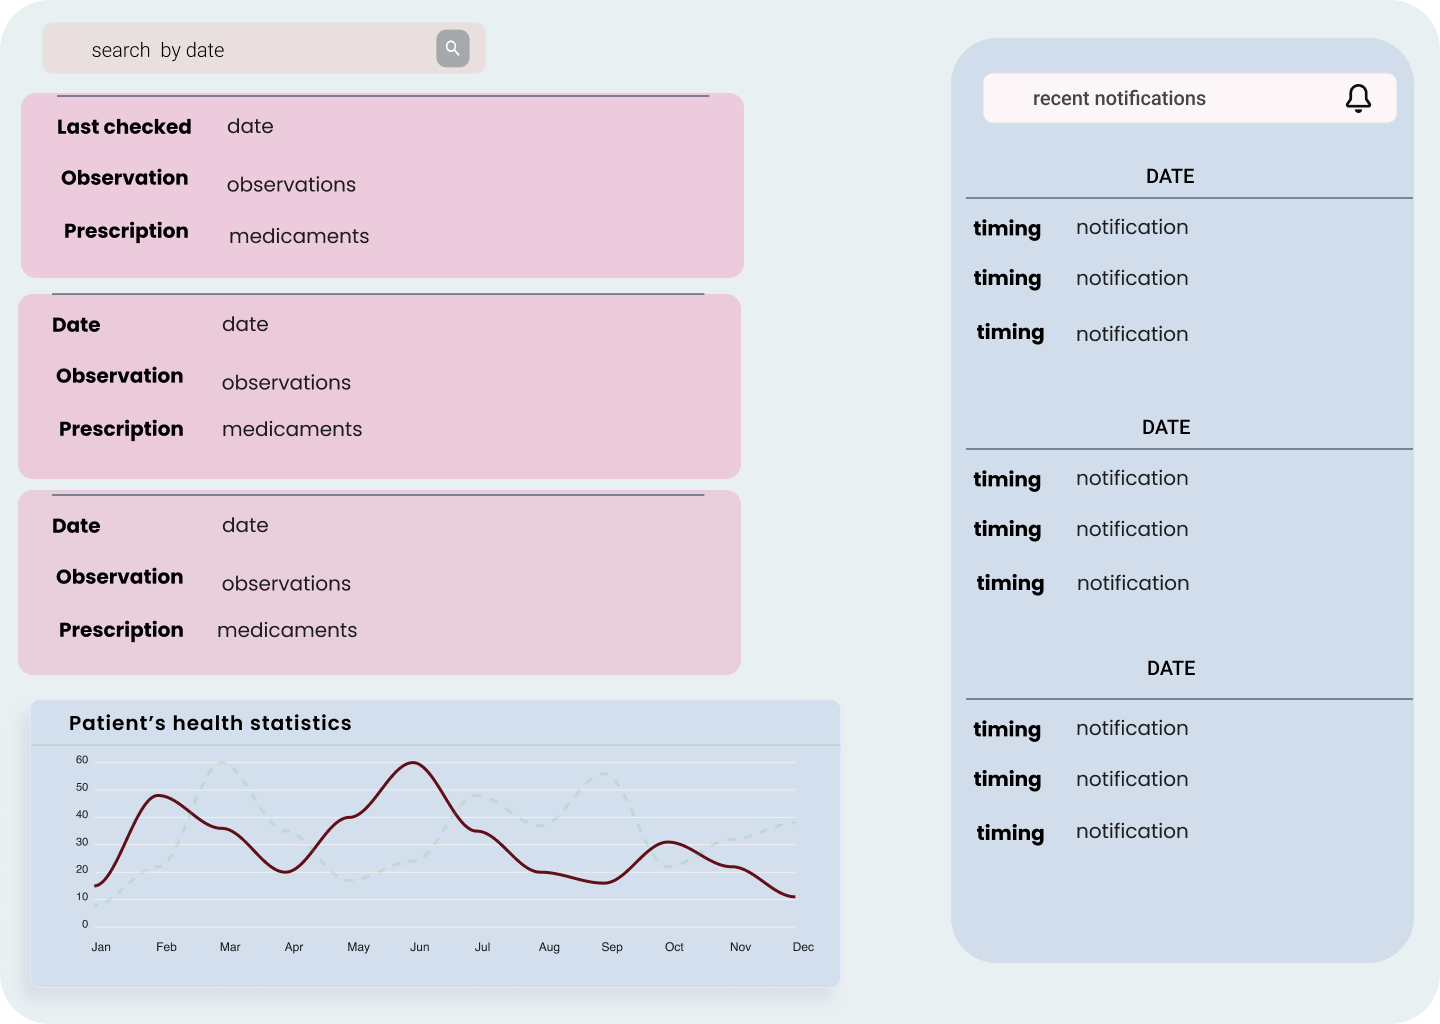 search by date
Last checked date
Observation observations
Prescription medicaments
Date date
Observation observations
Prescription medicaments
Date date
Observation observations
Prescription medicaments
Patient’s health statistics
60
50
40
30
20
10
0
Jan Feb Mar Apr May Jun Jul Aug Sep Oct Nov Dec
recent notifications
DATE
timing notification
timing notification
timing notification
DATE
timing notification
timing notification
timing notification
DATE
timing notification
timing notification
timing notification